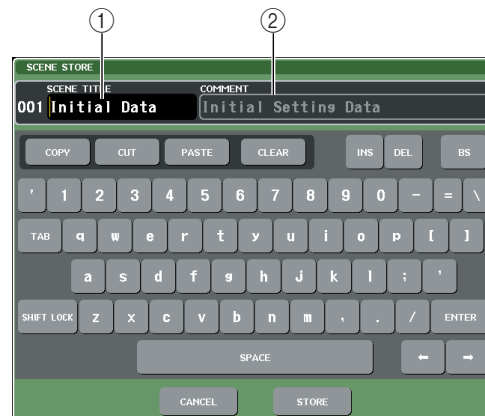 ① ②
SCENE STORE
SCENE TITLE COMMENT
001 Initial Data Initial Setting Data
COPY CUT PASTE CLEAR INS DEL BS
' 1 2 3 4 5 6 7 8 9 0 - = \
TAB q w e r t y u i o p [ ]
a s d f g h j k l ; '
SHIFT LOCK z x c v b n m , . / ENTER
SPACE ← →
CANCEL STORE